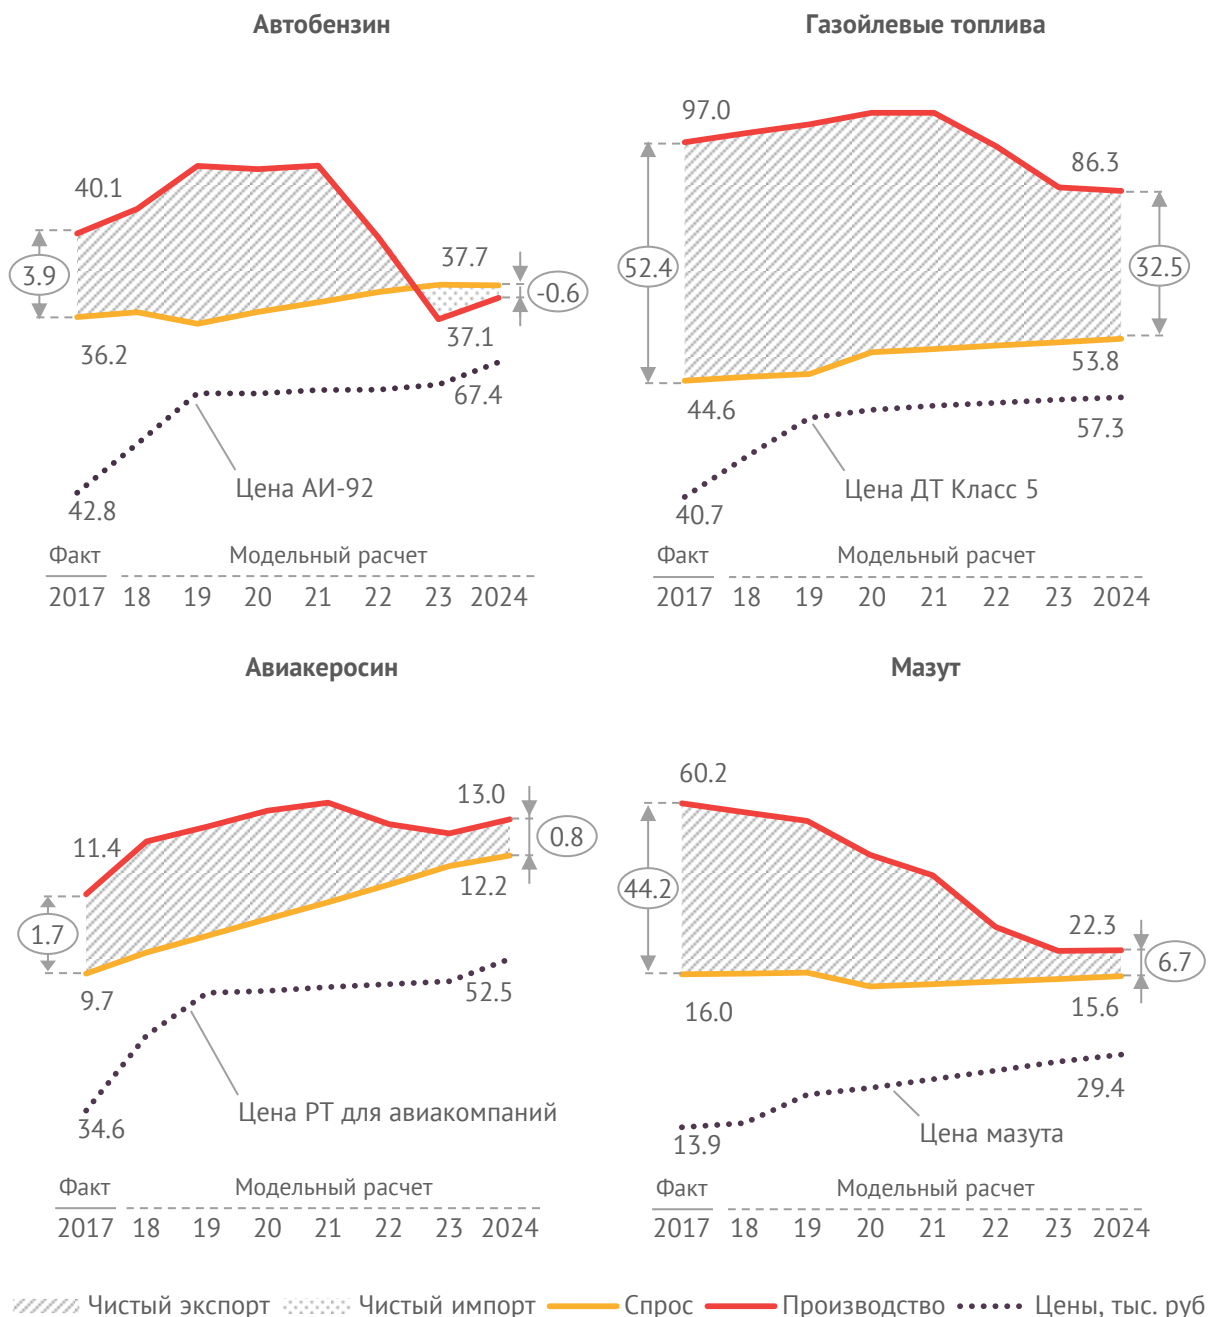 Автобензин
40.1
3.9
36.2
37.7
-0.6
37.1
67.4
Цена АИ-92
42.8
Факт Модельный расчет
2017 18 19 20 21 22 23 2024
Газойлевые топлива
97.0
86.3
52.4
32.5
53.8
44.6
57.3
Цена ДТ Класс 5
40.7
Факт Модельный расчет
2017 18 19 20 21 22 23 2024
Авиакеросин
13.0
11.4
0.8
12.2
1.7
9.7
52.5
Цена РТ для авиакомпаний
34.6
Факт Модельный расчет
2017 18 19 20 21 22 23 2024
Мазут
60.2
44.2
22.3
6.7
16.0
15.6
29.4
Цена мазута
13.9
Факт Модельный расчет
2017 18 19 20 21 22 23 2024
Чистый экспорт Чистый импорт Спрос Производство Цены, тыс. руб